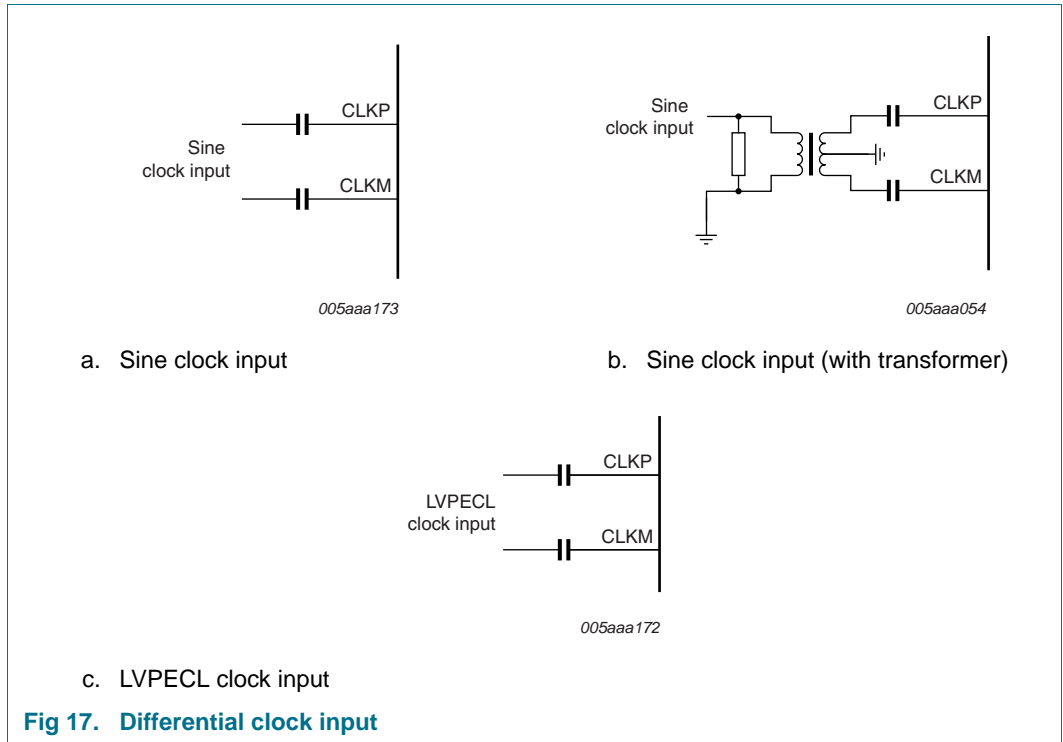 CLKP
Sine
clock input
CLKM
005aaa173
a. Sine clock input
Sine
clock input
CLKP
CLKM
005aaa054
b. Sine clock input (with transformer)
CLKP
LVPECL
clock input
CLKM
005aaa172
c. LVPECL clock input
Fig 17. Differential clock input